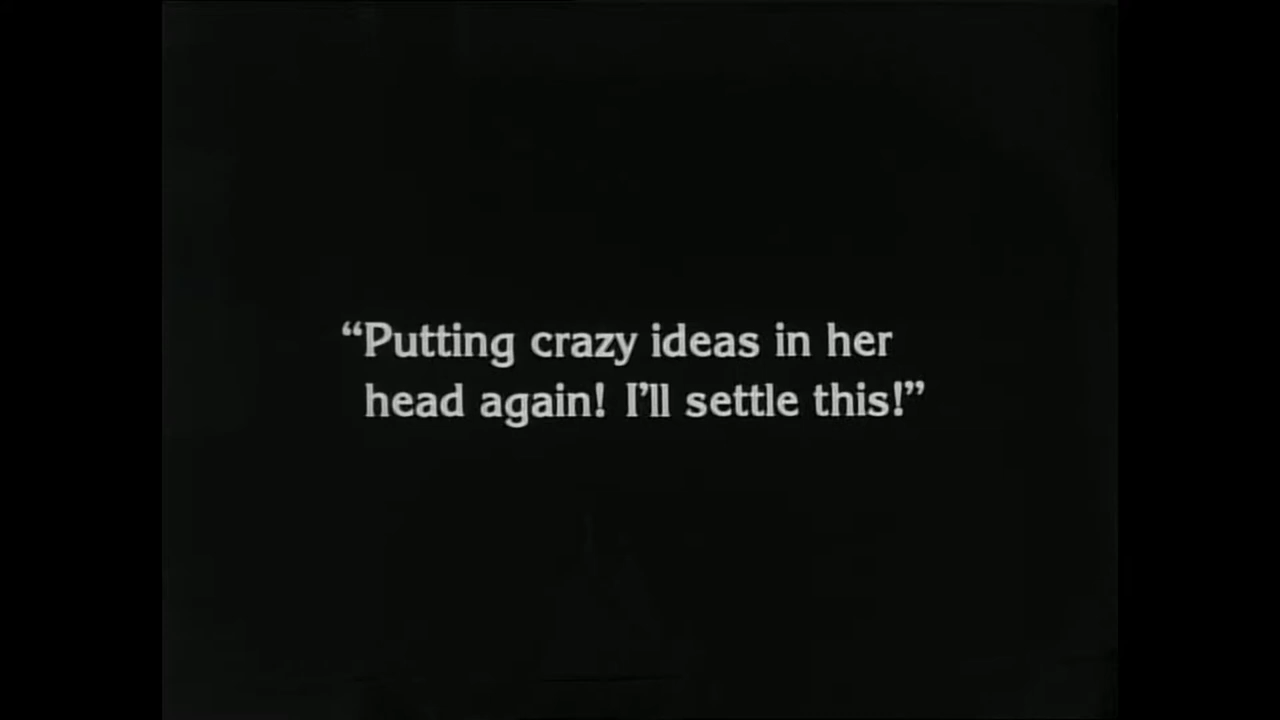 “Putting crazy ideas in her
head again! I’ll settle this!”